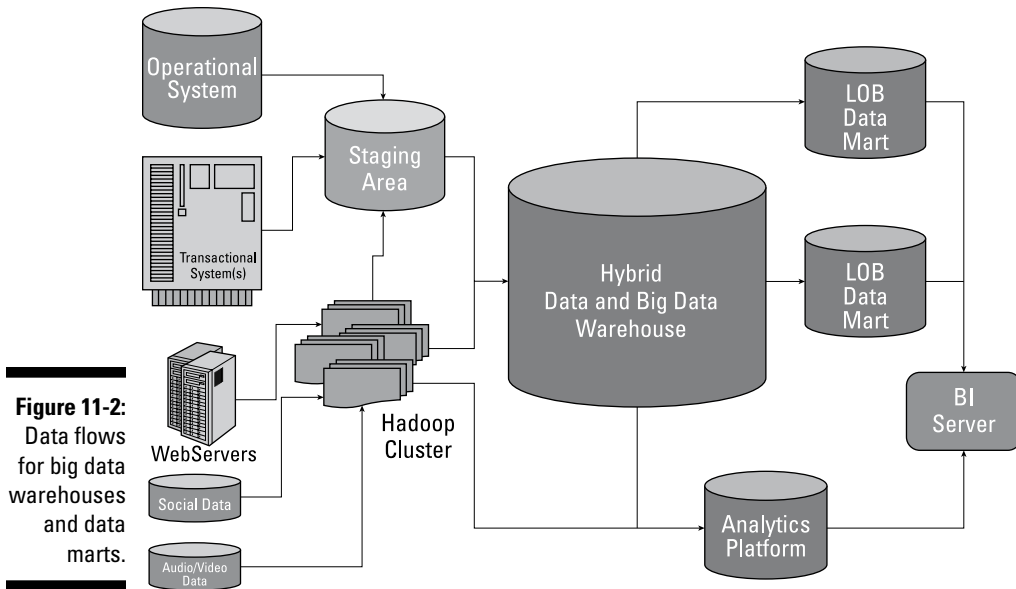 Operational
System
Staging
Area
Transactional
System(s)
WebServers
Social Data
Audio/Video
Data
Hadoop
Cluster
Hybrid
Data and Big Data
Warehouse
LOB
Data
Mart
LOB
Data
Mart
BI
Server
Analytics
Platform
Figure 11-2:
Data flows
for big data
warehouses
and data
marts.